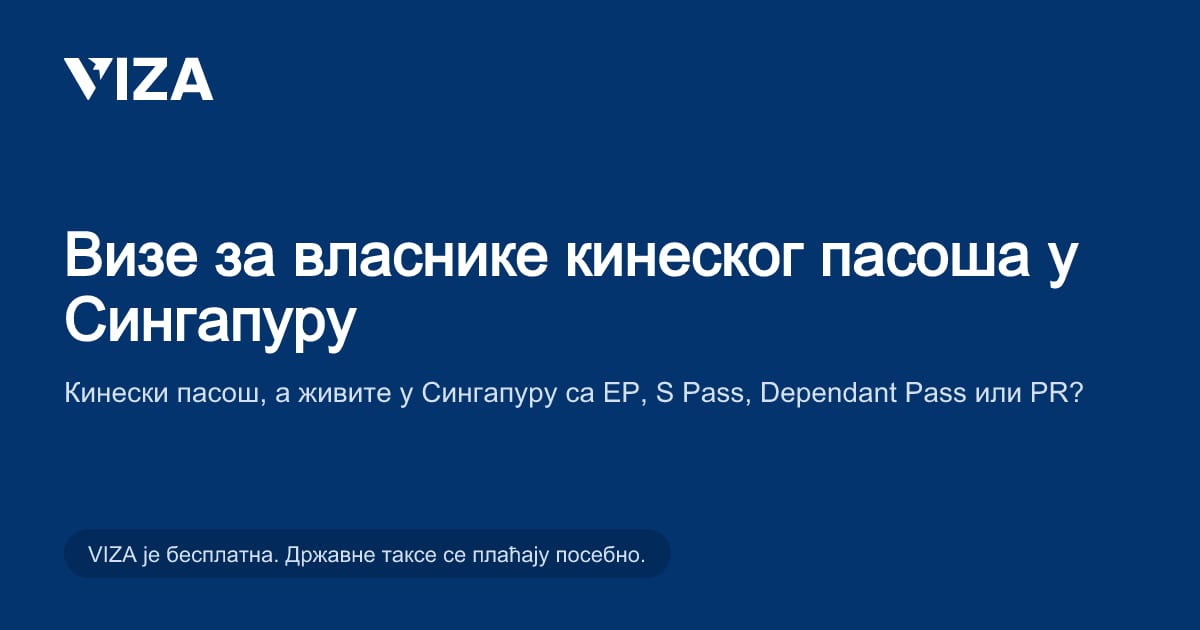 VIZA
Визе за власнике кинеског пасоша у
Сингапуру
Кинески пасош, а живите у Сингапуру са EP, S Pass, Dependant Pass или PR?
VIZA је бесплатна. Државне таксе се плаћају посебно.